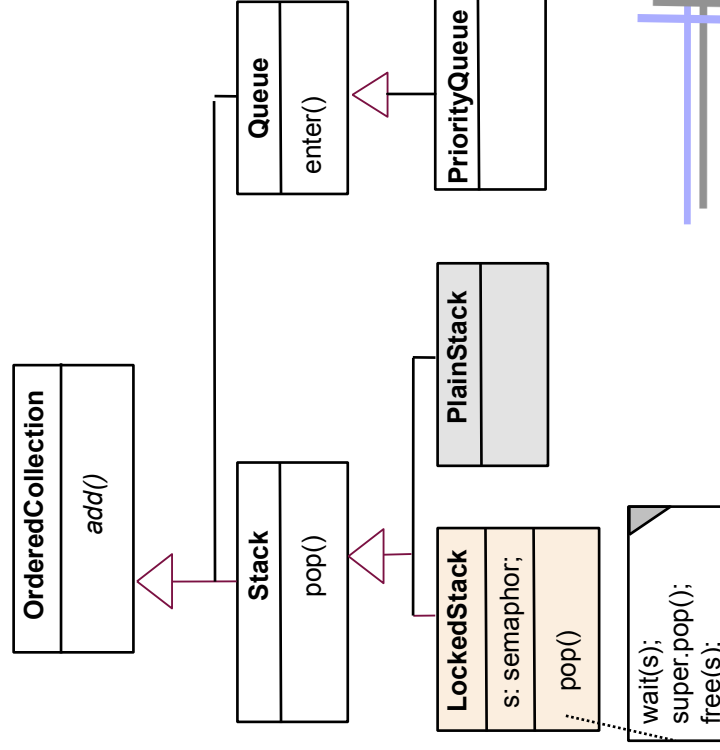 OrderedCollection
add()
Stack
pop()
Queue
enter()
LockedStack
s: semaphor;
pop()
PlainStack
PriorityQueue
wait(s);
super.pop();
free(s);